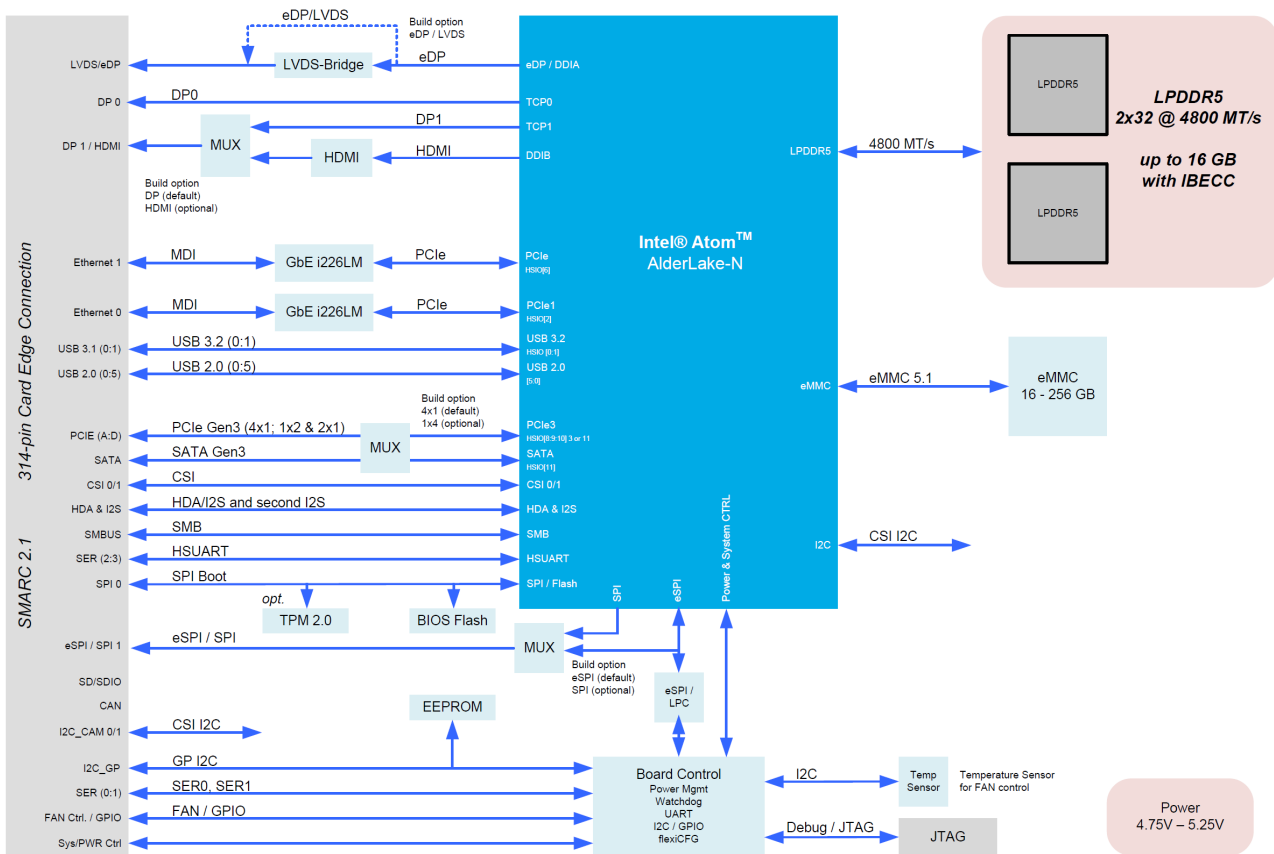 eDP/LVDS
Build option
eDP / LVDS
LVDS/eDP
LVDS-Bridge
eDP
eDP / DDIA
DP 0
DP0
TCP0
DP1
TCP1
DP 1 / HDMI
MUX
HDMI
HDMI
DDIB
Build option
DP (default)
HDMI (optional)
LPDDR5
4800 MT/s
LPDDR5
LPDDR5
LPDDR5
2x32 @ 4800 MT/s
up to 16 GB
with IBECC
Intel® Atom™
AlderLake-N
314-pin Card Edge Connection
SMARC 2.1
Ethernet 1
MDI
GbE i226LM
PCIe
PCIe
HSIO[6]
Ethernet 0
MDI
GbE i226LM
PCIe
PCIe1
HSIO[2]
USB 3.1 (0:1)
USB 3.2 (0:1)
USB 3.2
HSIO [0:1]
USB 2.0 (0:5)
USB 2.0 (0:5)
USB 2.0
[5:0]
eMMC
eMMC 5.1
eMMC
16 - 256 GB
Build option
4x1 (default)
1x4 (optional)
PCIE (A:D)
PCIe Gen3 (4x1; 1x2 & 2x1)
MUX
PCIe3
HSIO[8:9:10] 3 or 11
SATA
SATA Gen3
SATA
HSIO[11]
CSI 0/1
CSI
CSI 0/1
HDA & I2S
HDA/I2S and second I2S
HDA & I2S
SMBUS
SMB
SMB
SER (2:3)
HSUART
HSUART
SPI 0
SPI Boot
SPI / Flash
SPI
eSPI
Power & System CTRL
I2C
CSI I2C
opt.
TPM 2.0
BIOS Flash
eSPI / SPI 1
eSPI / SPI
MUX
Build option
eSPI (default)
SPI (optional)
eSPI /
LPC
SD/SDIO
CAN
EEPROM
I2C_CAM 0/1
CSI I2C
I2C_GP
GP I2C
SER (0:1)
SER0, SER1
FAN Ctrl. / GPIO
FAN / GPIO
Sys/PWR Ctrl
Board Control
Power Mgmt
Watchdog
UART
I2C / GPIO
flexiCFG
I2C
Temp
Sensor
Temperature Sensor
for FAN control
Debug / JTAG
JTAG
Power
4.75V – 5.25V